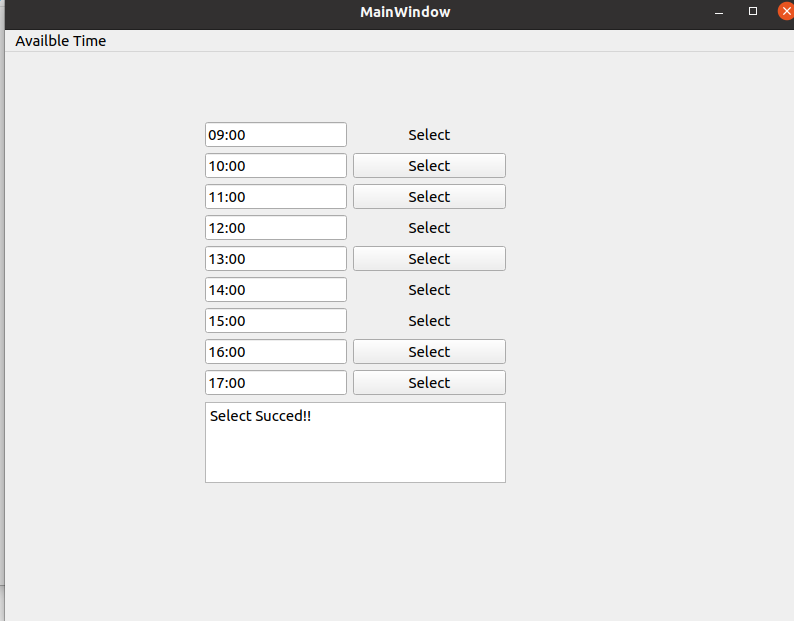 MainWindow
Availble Time
09:00 Select
10:00 Select
11:00 Select
12:00 Select
13:00 Select
14:00 Select
15:00 Select
16:00 Select
17:00 Select
Select Succed!!